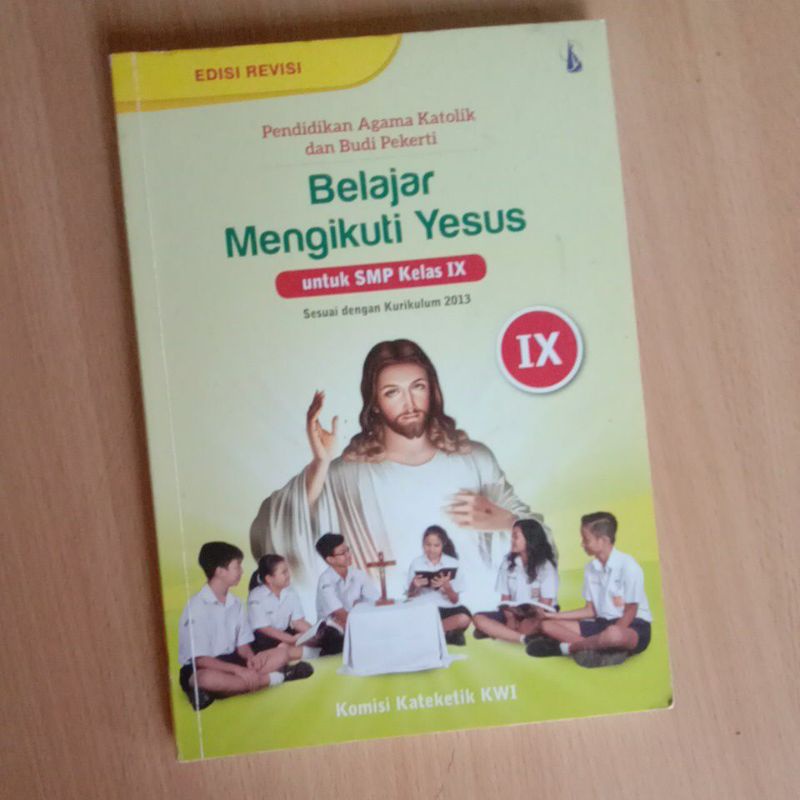 EDISI REVISI
Pendidikan Agama Katolik
dan Budi Pekerti
Belajar
Mengikuti Yesus
untuk SMP Kelas IX
Sesuai dengan Kurikulum 2013
IX
Komisi Kateketik KWI